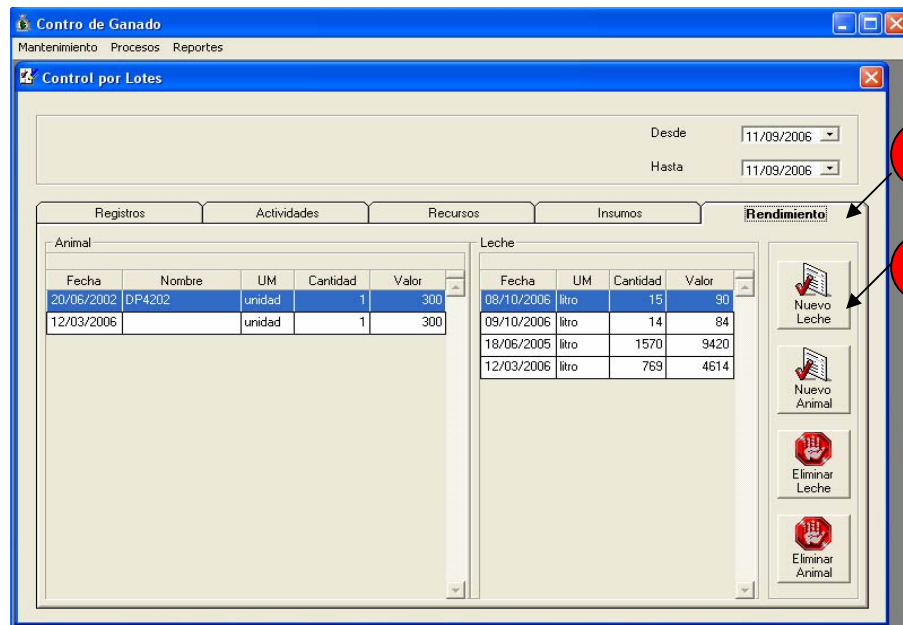 Contro de Ganado
Mantenimiento Procesos Reportes
Control por Lotes
Desde 11/09/2006
Hasta 11/09/2006
Registros Actividades Recursos Insumos Rendimiento
Animal
Fecha Nombre UM Cantidad Valor
20/06/2002 DP4202 unidad 1 300
12/03/2006 unidad 1 300
Leche
Fecha UM Cantidad Valor
08/10/2006 litro 15 90
09/10/2006 litro 14 84
18/06/2005 litro 1570 9420
12/03/2006 litro 769 4614
Nuevo
Leche
Nuevo
Animal
Eliminar
Leche
Eliminar
Animal